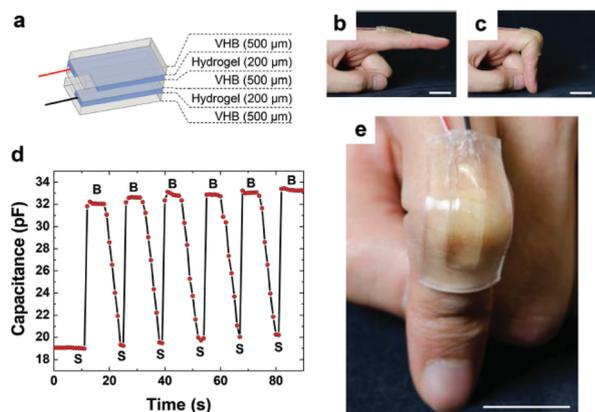 a
VHB (500 μm)
Hydrogel (200 μm)
VHB (500 μm)
Hydrogel (200 μm)
VHB (500 μm)
b
c
d
34
32
30
28
26
24
22
20
18
Capacitance (pF)
B B B B B B
S S S S S S
0 20 40 60 80
Time (s)
e